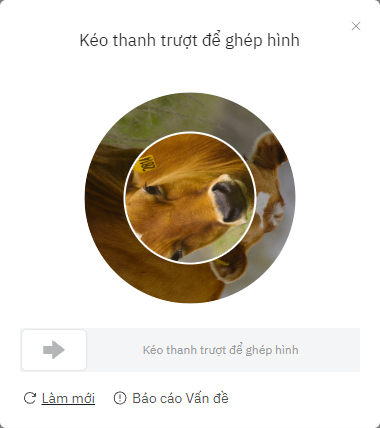 Kéo thanh trượt để ghép hình
Kéo thanh trượt để ghép hình
Làm mới
Báo cáo Vấn đề